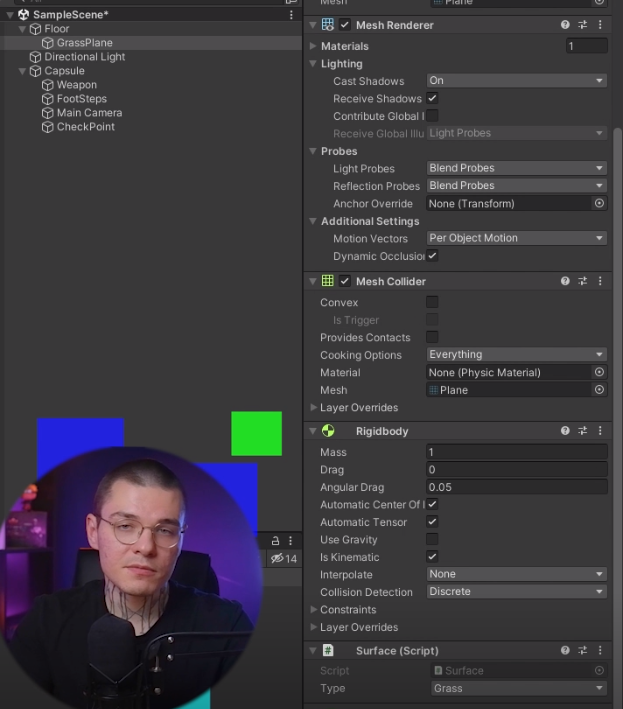 All
SampleScene*
Floor
GrassPlane
Directional Light
Capsule
Weapon
FootSteps
Main Camera
CheckPoint
14
Mesh
Plane
Mesh Renderer
Materials 1
Lighting
Cast Shadows On
Receive Shadows
Contribute Global I
Receive Global Illu Light Probes
Probes
Light Probes Blend Probes
Reflection Probes Blend Probes
Anchor Override None (Transform)
Additional Settings
Motion Vectors Per Object Motion
Dynamic Occlusion
Mesh Collider
Convex
Is Trigger
Provides Contacts
Cooking Options Everything
Material None (Physic Material)
Mesh Plane
Layer Overrides
Rigidbody
Mass 1
Drag 0
Angular Drag 0.05
Automatic Center Of
Automatic Tensor
Use Gravity
Is Kinematic
Interpolate None
Collision Detection Discrete
Constraints
Layer Overrides
# Surface (Script)
Script Surface
Type Grass